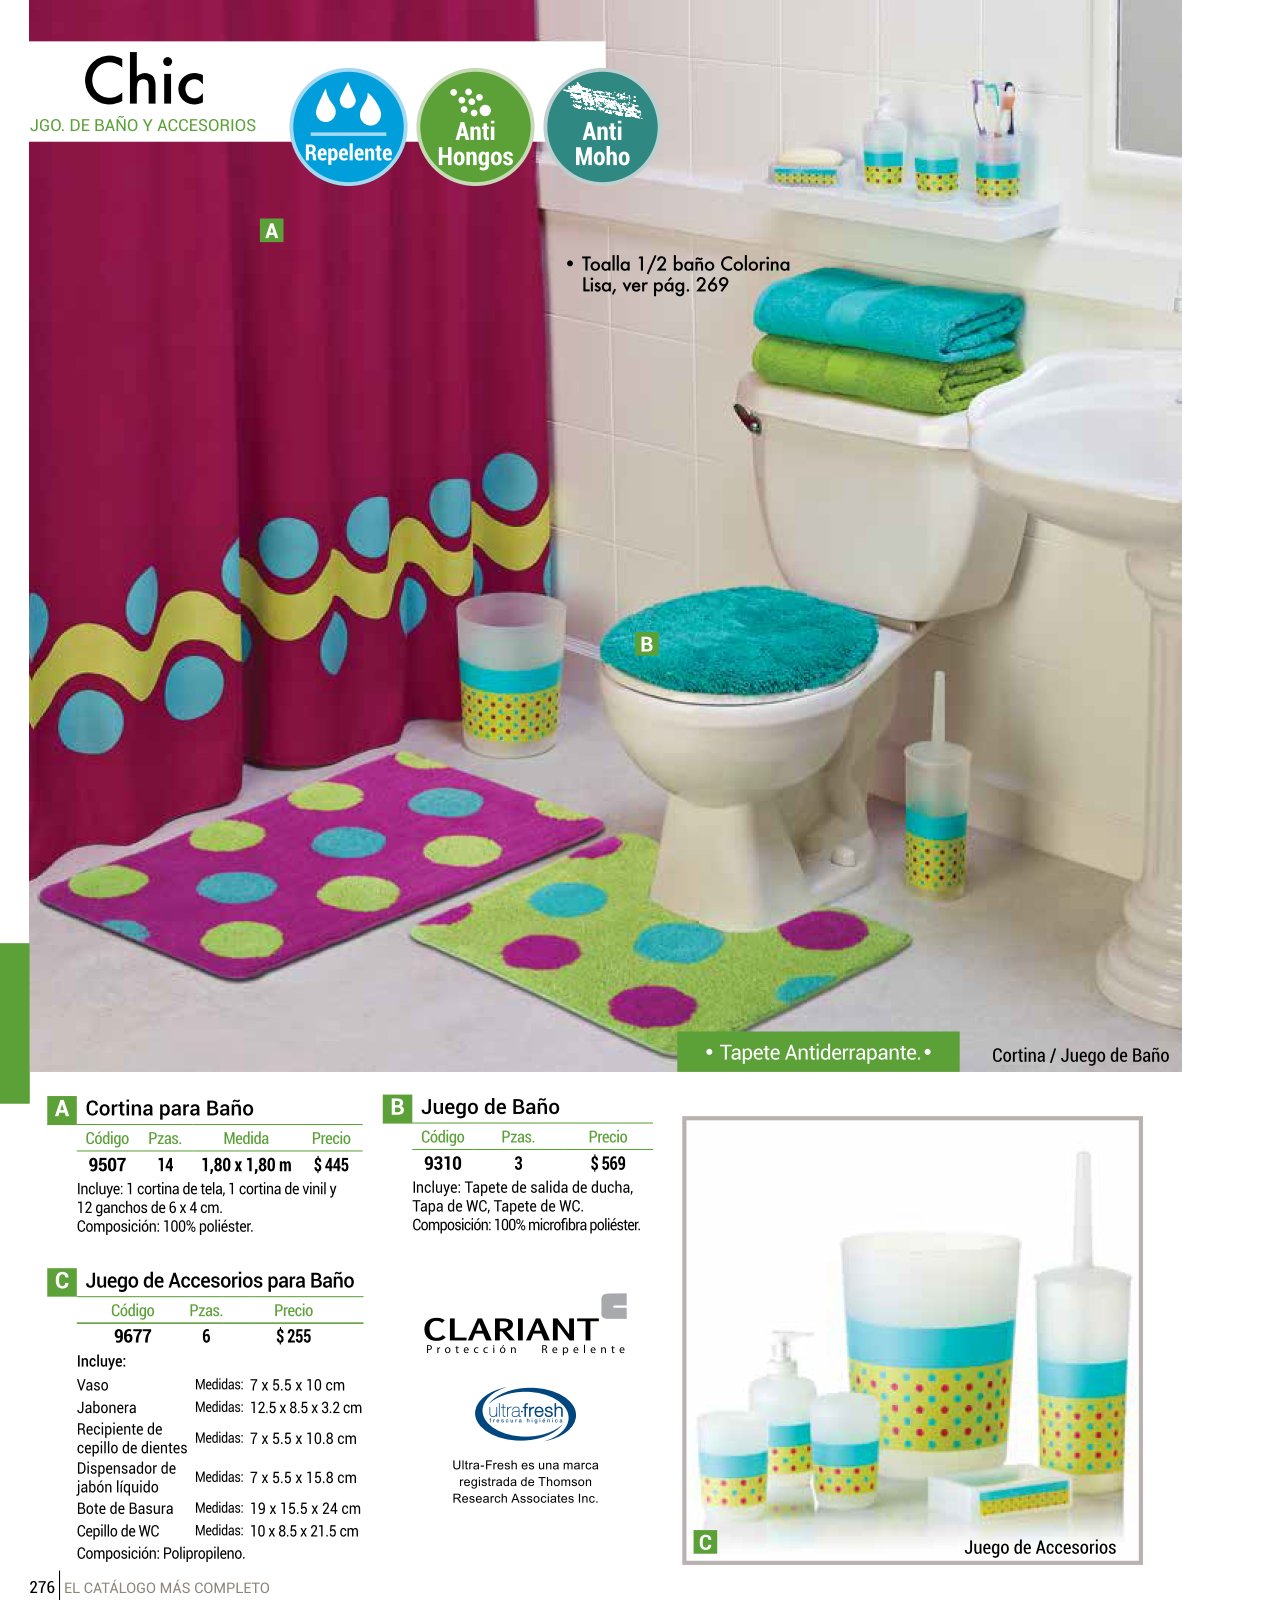 Chic
JGO. DE BAÑO Y ACCESORIOS
Repelente
Anti
Hongos
Anti
Moho
A
• Toalla 1/2 baño Colorina
Lisa, ver pág. 269
B
• Tapete Antiderrapante. •
Cortina / Juego de Baño
A Cortina para Baño
Código Pzas. Medida Precio
9507 14 1,80 x 1,80 m $ 445
Incluye: 1 cortina de tela, 1 cortina de vinil y
12 ganchos de 6 x 4 cm.
Composición: 100% poliéster.
B Juego de Baño
Código Pzas. Precio
9310 3 $ 569
Incluye: Tapete de salida de ducha,
Tapa de WC, Tapete de WC.
Composición: 100% microfibra poliéster.
C Juego de Accesorios para Baño
Código Pzas. Precio
9677 6 $ 255
Incluye:
Vaso Medidas: 7 x 5.5 x 10 cm
Jabonera Medidas: 12.5 x 8.5 x 3.2 cm
Recipiente de
cepillo de dientes Medidas: 7 x 5.5 x 10.8 cm
Dispensador de
jabón líquido Medidas: 7 x 5.5 x 15.8 cm
Bote de Basura Medidas: 19 x 15.5 x 24 cm
Cepillo de WC Medidas: 10 x 8.5 x 21.5 cm
Composición: Polipropileno.
CLARIANT
Protección Repelente
ultra-fresh
frescura higiénica
Ultra-Fresh es una marca
registrada de Thomson
Research Associates Inc.
C
Juego de Accesorios
276 EL CATÁLOGO MÁS COMPLETO